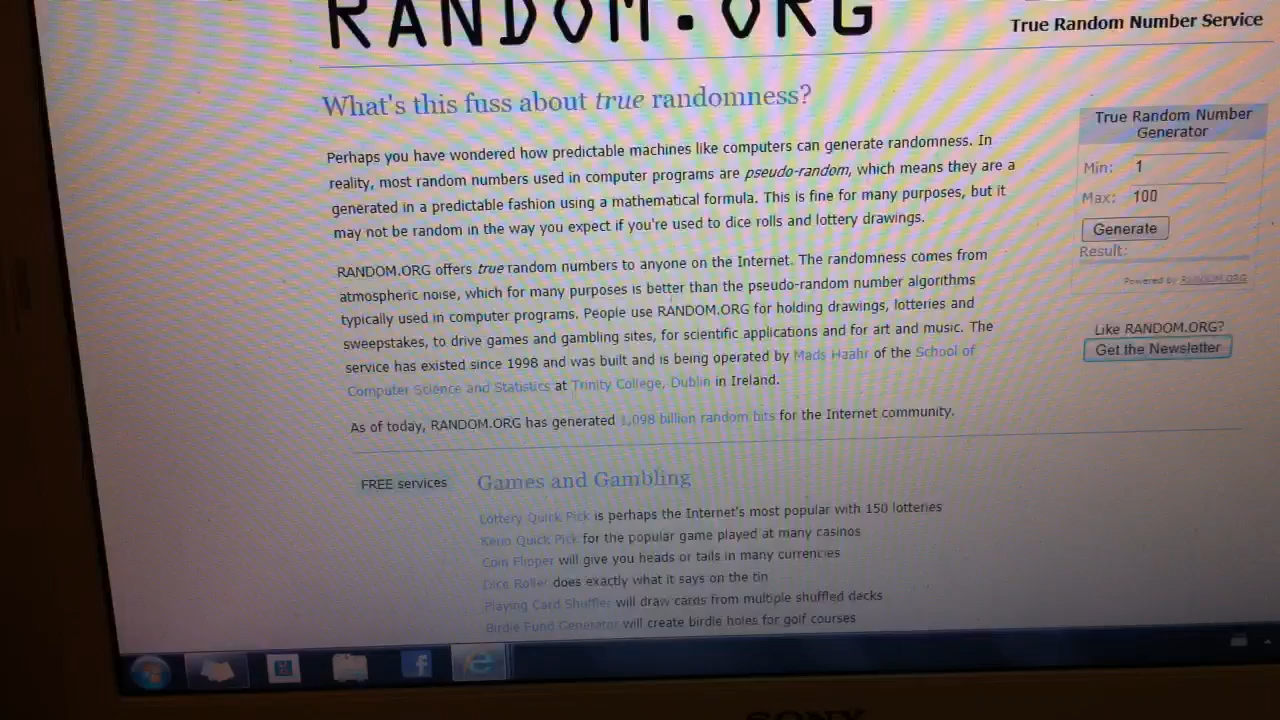 RANDOM.ORG
True Random Number Service
What's this fuss about true randomness?
Perhaps you have wondered how predictable machines like computers can generate randomness. In
reality, most random numbers used in computer programs are pseudo-random, which means they are a
generated in a predictable fashion using a mathematical formula. This is fine for many purposes, but it
may not be random in the way you expect if you're used to dice rolls and lottery drawings.
RANDOM.ORG offers true random numbers to anyone on the Internet. The randomness comes from
atmospheric noise, which for many purposes is better than the pseudo-random number algorithms
typically used in computer programs. People use RANDOM.ORG for holding drawings, lotteries and
sweepstakes, to drive games and gambling sites, for scientific applications and for art and music. The
service has existed since 1998 and was built and is being operated by Mads Haahr of the School of
Computer Science and Statistics at Trinity College, Dublin in Ireland.
As of today, RANDOM.ORG has generated 1,098 billion random bits for the Internet community.
True Random Number
Generator
Min: 1
Max: 100
Generate
Result:
Powered by RANDOM.ORG
Like RANDOM.ORG?
Get the Newsletter
FREE services
Games and Gambling
Lottery Quick Pick is perhaps the Internet's most popular with 150 lotteries
Keno Quick Pick for the popular game played at many casinos
Coin Flipper will give you heads or tails in many currencies
Dice Roller does exactly what it says on the tin
Playing Card Shuffler will draw cards from multiple shuffled decks
Birdie Fund Generator will create birdie holes for golf courses
SONY